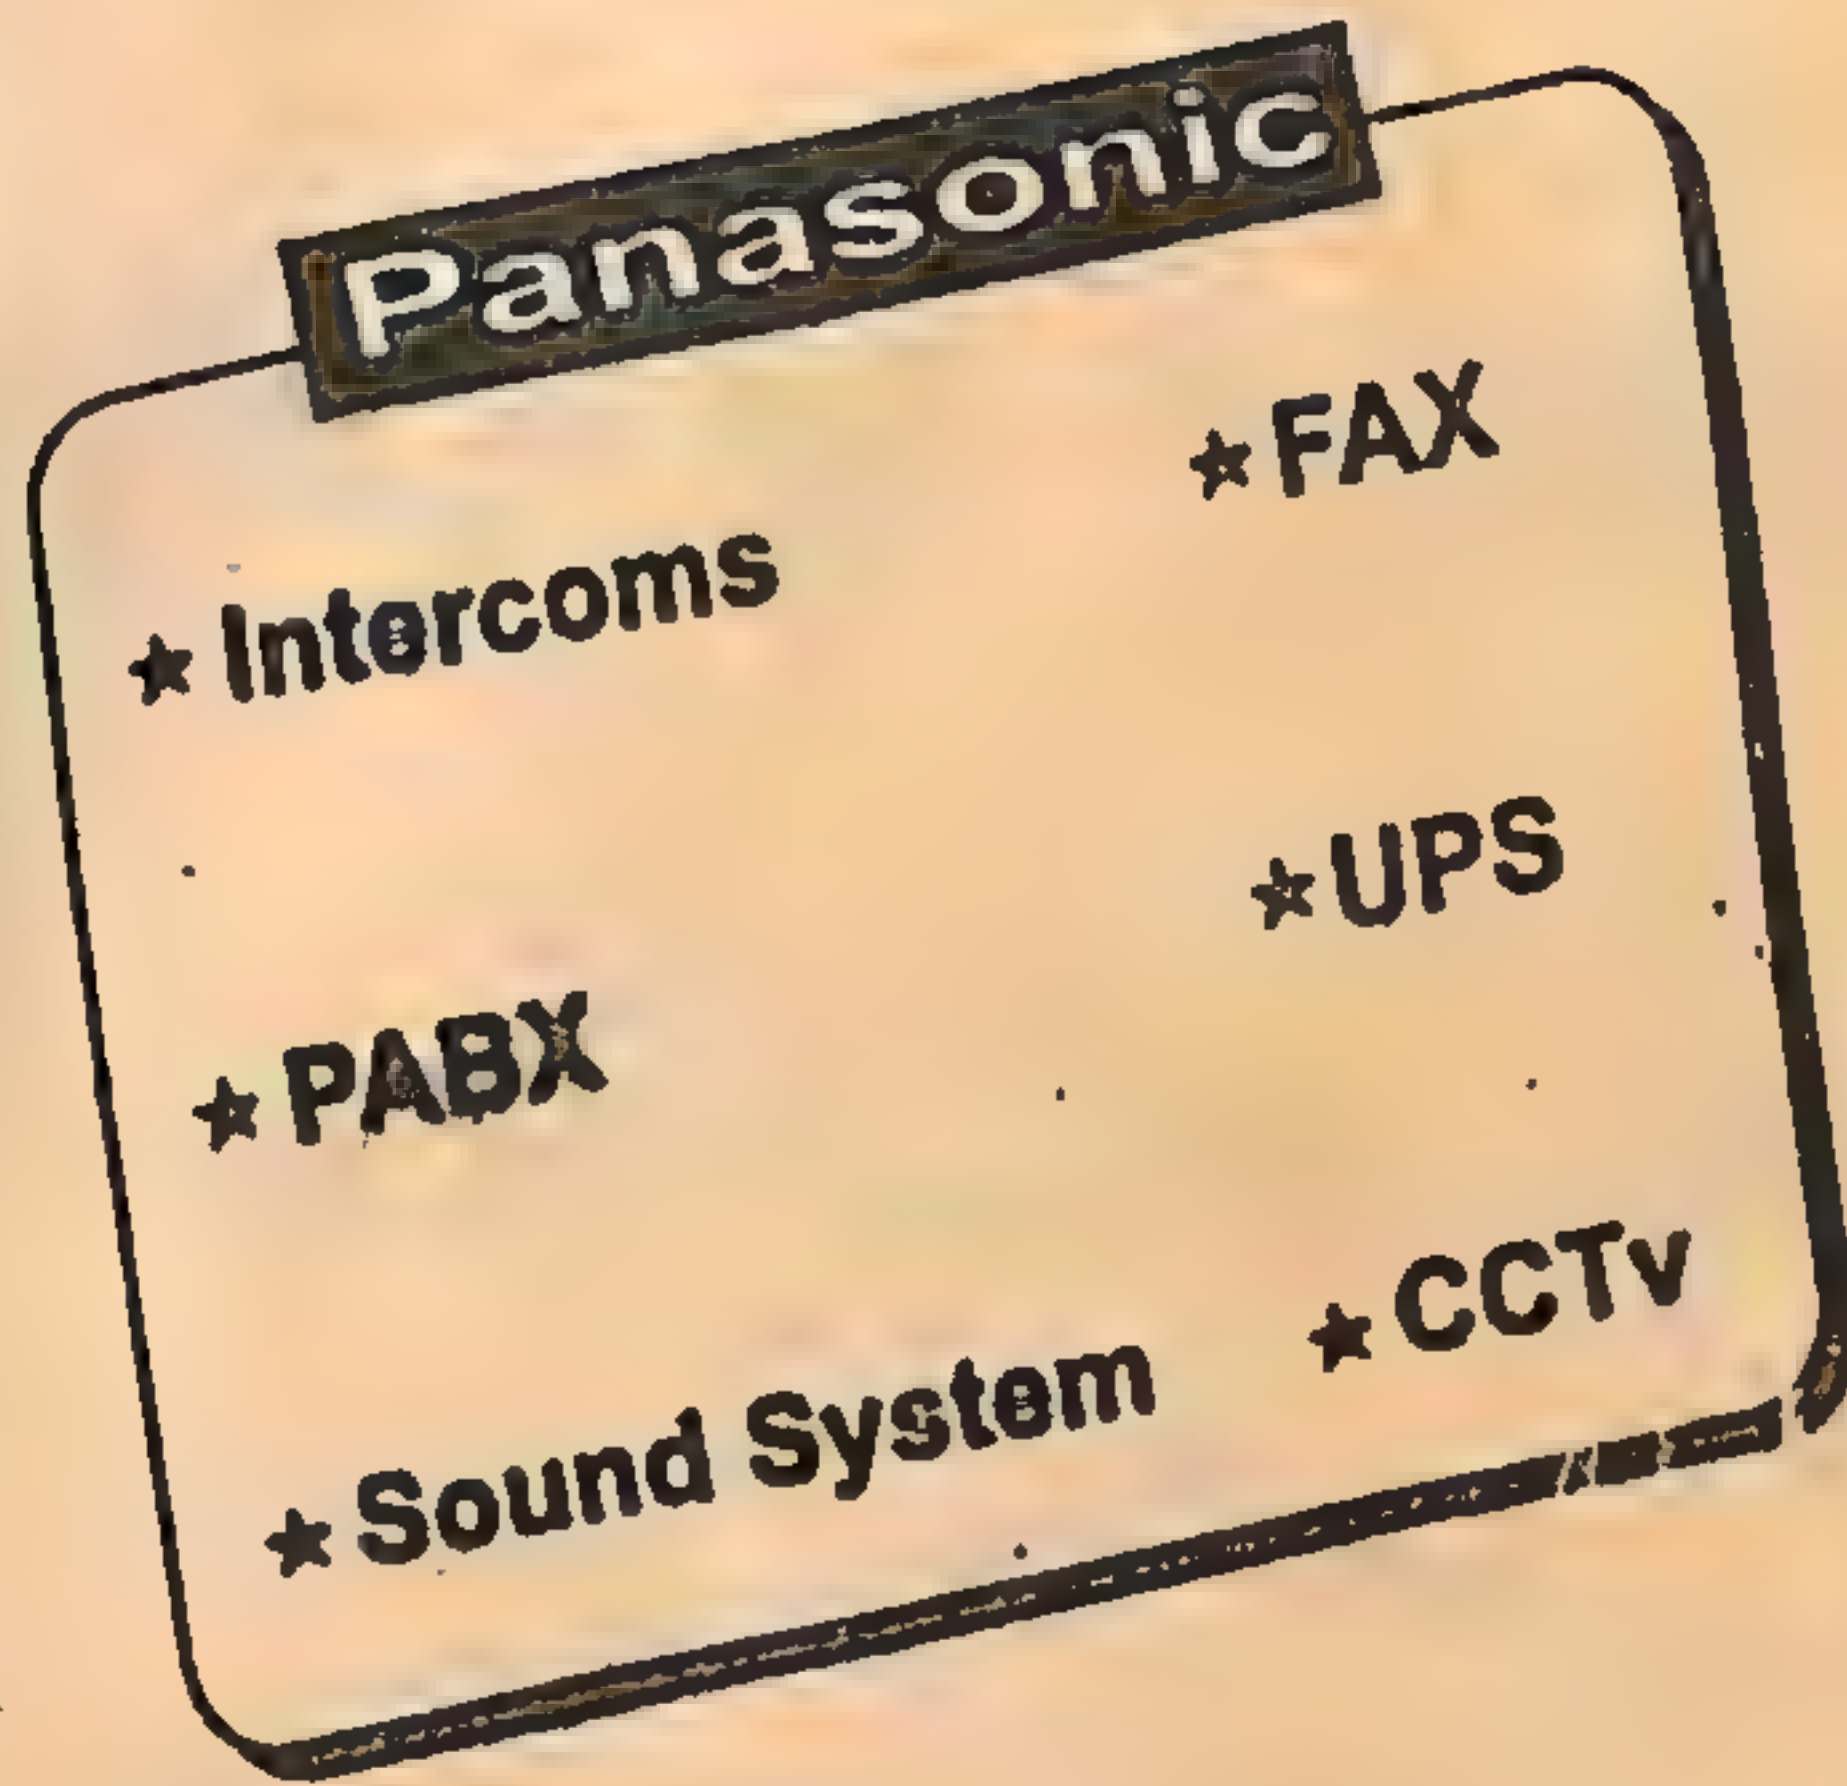 Panasonic
★ Intercoms
★ FAX
★ PABX
★ UPS
★ Sound System
★ CCTv